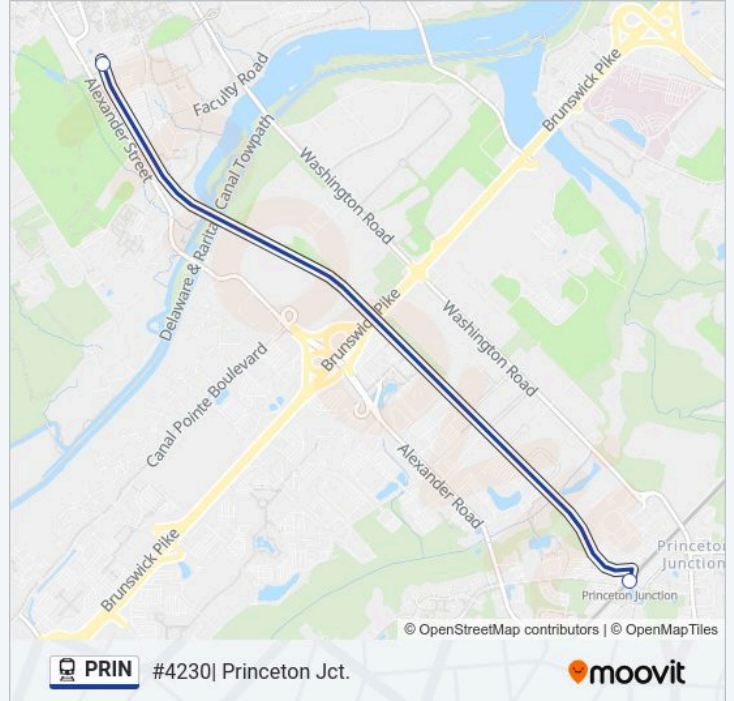 Faculty Road
Alexander Street
Brunswick Pike
Delaware & Raritan Canal Towpath
Washington Road
Brunswick Pike
Washington Road
Canal Pointe Boulevard
Alexander Road
Brunswick Pike
Princeton
Junction
Princeton Junction
© OpenStreetMap contributors | © OpenMapTiles
PRIN #4230| Princeton Jct. moovit